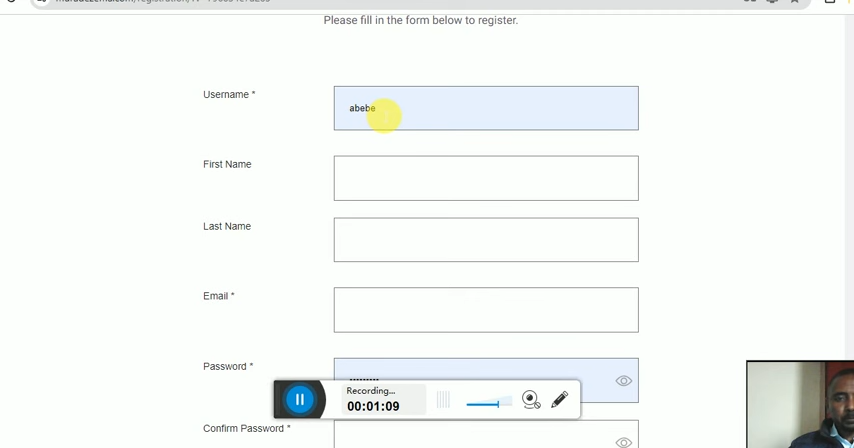 Please fill in the form below to register.
Username *
abebe
First Name
Last Name
Email *
Password *
Recording...
00:01:09
Confirm Password *